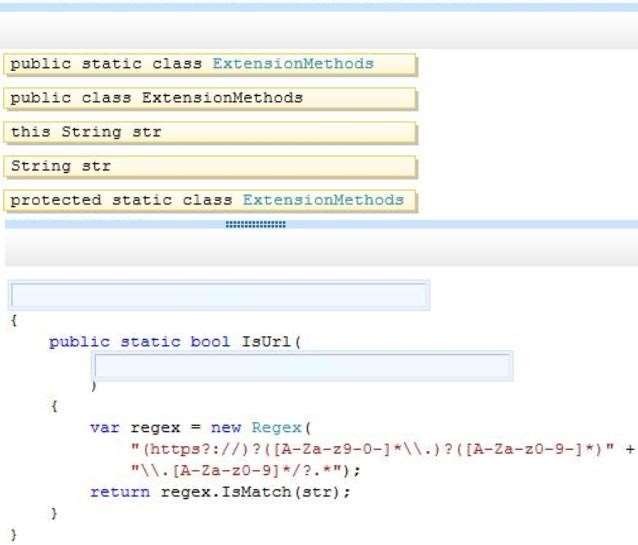 public static class ExtensionMethods
public class ExtensionMethods
this String str
String str
protected static class ExtensionMethods
{
public static bool IsUrl(
)
{
var regex = new Regex(
"(https?://)?([A-Za-z9-0-]*\\.)?([A-Za-z0-9-]*)" +
"\\.[A-Za-z0-9]*/?.*");
return regex.IsMatch(str);
}
}